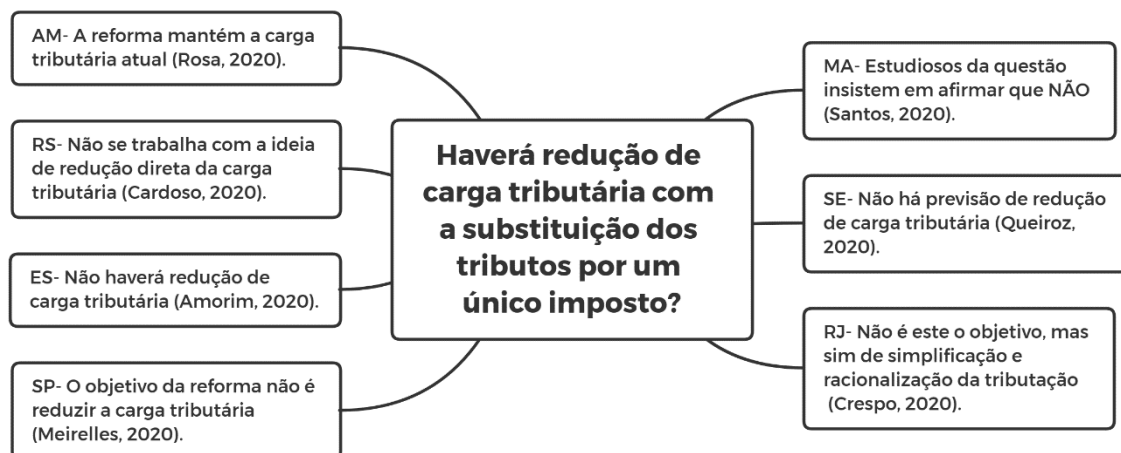 AM- A reforma mantém a carga
tributária atual (Rosa, 2020).
RS- Não se trabalha com a ideia
de redução direta da carga
tributária (Cardoso, 2020).
ES- Não haverá redução de
carga tributária (Amorim, 2020).
SP- O objetivo da reforma não é
reduzir a carga tributária
(Meirelles, 2020).
Haverá redução de
carga tributária com
a substituição dos
tributos por um
único imposto?
MA- Estudiosos da questão
insistem em afirmar que NÃO
(Santos, 2020).
SE- Não há previsão de redução
de carga tributária (Queiroz,
2020).
RJ- Não é este o objetivo, mas
sim de simplificação e
racionalização da tributação
(Crespo, 2020).